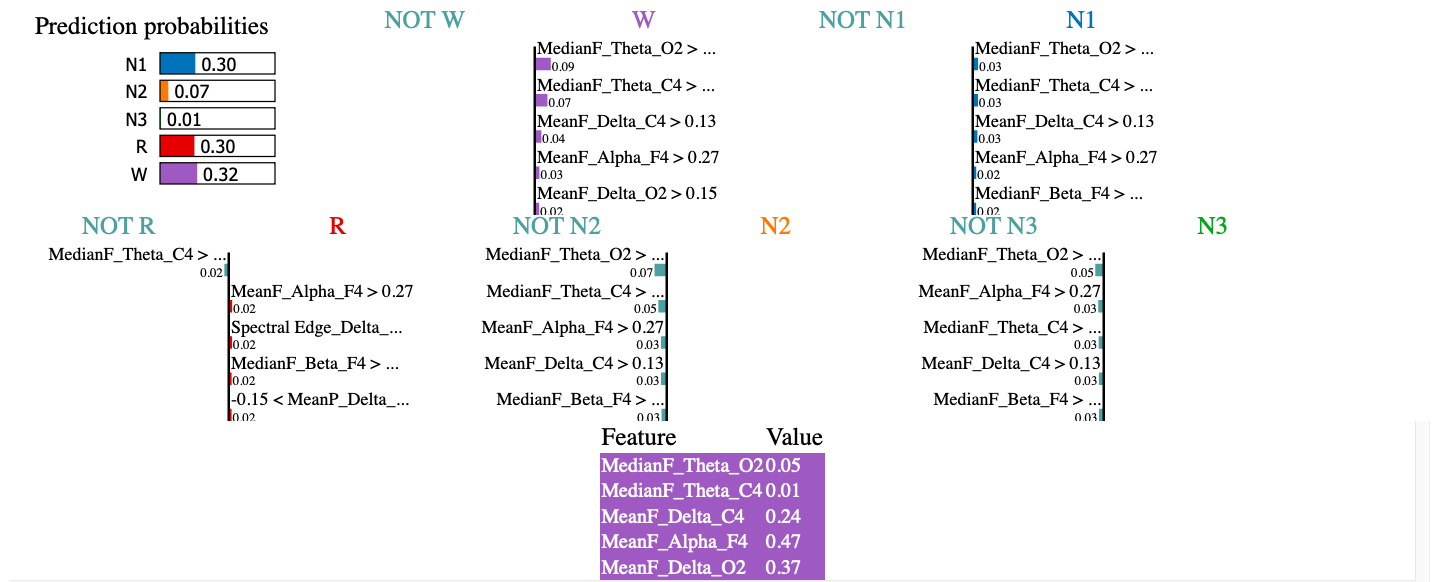 Prediction probabilities
N1 0.30
N2 0.07
N3 0.01
R 0.30
W 0.32
NOT W W
MedianF_Theta_O2 > ...
0.09
MedianF_Theta_C4 > ...
0.07
MeanF_Delta_C4 > 0.13
0.04
MeanF_Alpha_F4 > 0.27
0.03
MeanF_Delta_O2 > 0.15
0.02
NOT N1 N1
MedianF_Theta_O2 > ...
0.03
MedianF_Theta_C4 > ...
0.03
MeanF_Delta_C4 > 0.13
0.03
MeanF_Alpha_F4 > 0.27
0.02
MedianF_Beta_F4 > ...
0.02
NOT R R
MedianF_Theta_C4 > ...
0.02
MeanF_Alpha_F4 > 0.27
0.02
Spectral Edge_Delta_...
0.02
MedianF_Beta_F4 > ...
0.02
-0.15 < MeanP_Delta_...
0.02
NOT N2 N2
MedianF_Theta_O2 > ...
0.07
MedianF_Theta_C4 > ...
0.05
MeanF_Alpha_F4 > 0.27
0.03
MeanF_Delta_C4 > 0.13
0.03
MedianF_Beta_F4 > ...
0.03
NOT N3 N3
MedianF_Theta_O2 > ...
0.05
MeanF_Alpha_F4 > 0.27
0.03
MedianF_Theta_C4 > ...
0.03
MeanF_Delta_C4 > 0.13
0.03
MedianF_Beta_F4 > ...
0.03
Feature Value
MedianF_Theta_O2 0.05
MedianF_Theta_C4 0.01
MeanF_Delta_C4 0.24
MeanF_Alpha_F4 0.47
MeanF_Delta_O2 0.37